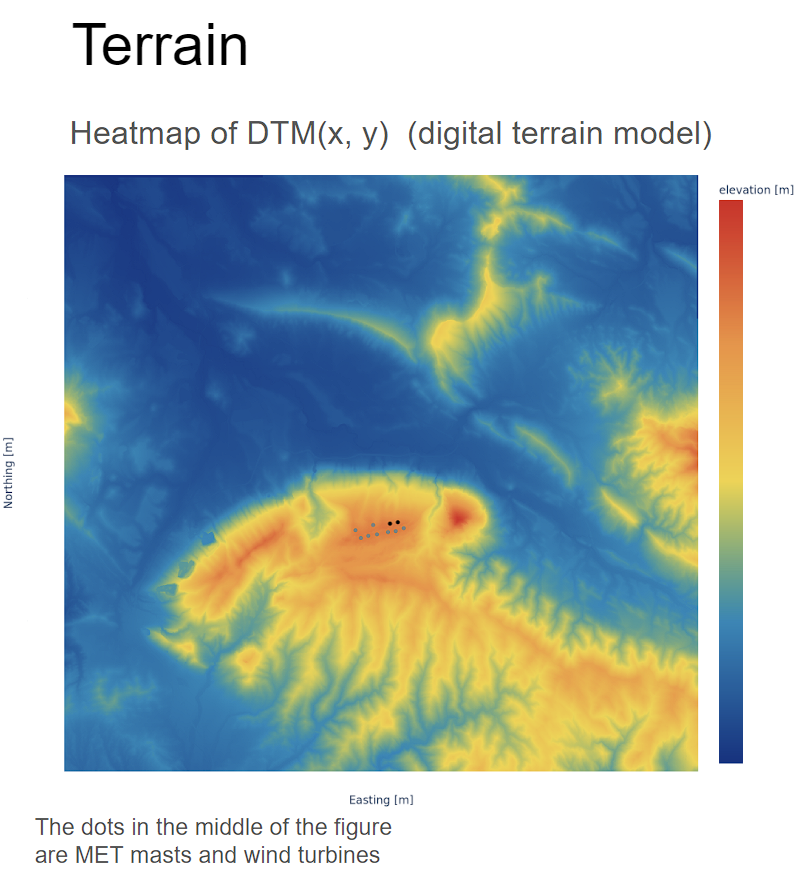 Terrain
Heatmap of DTM(x, y)  (digital terrain model)
elevation [m]
Northing [m]
Easting [m]
The dots in the middle of the figure
are MET masts and wind turbines